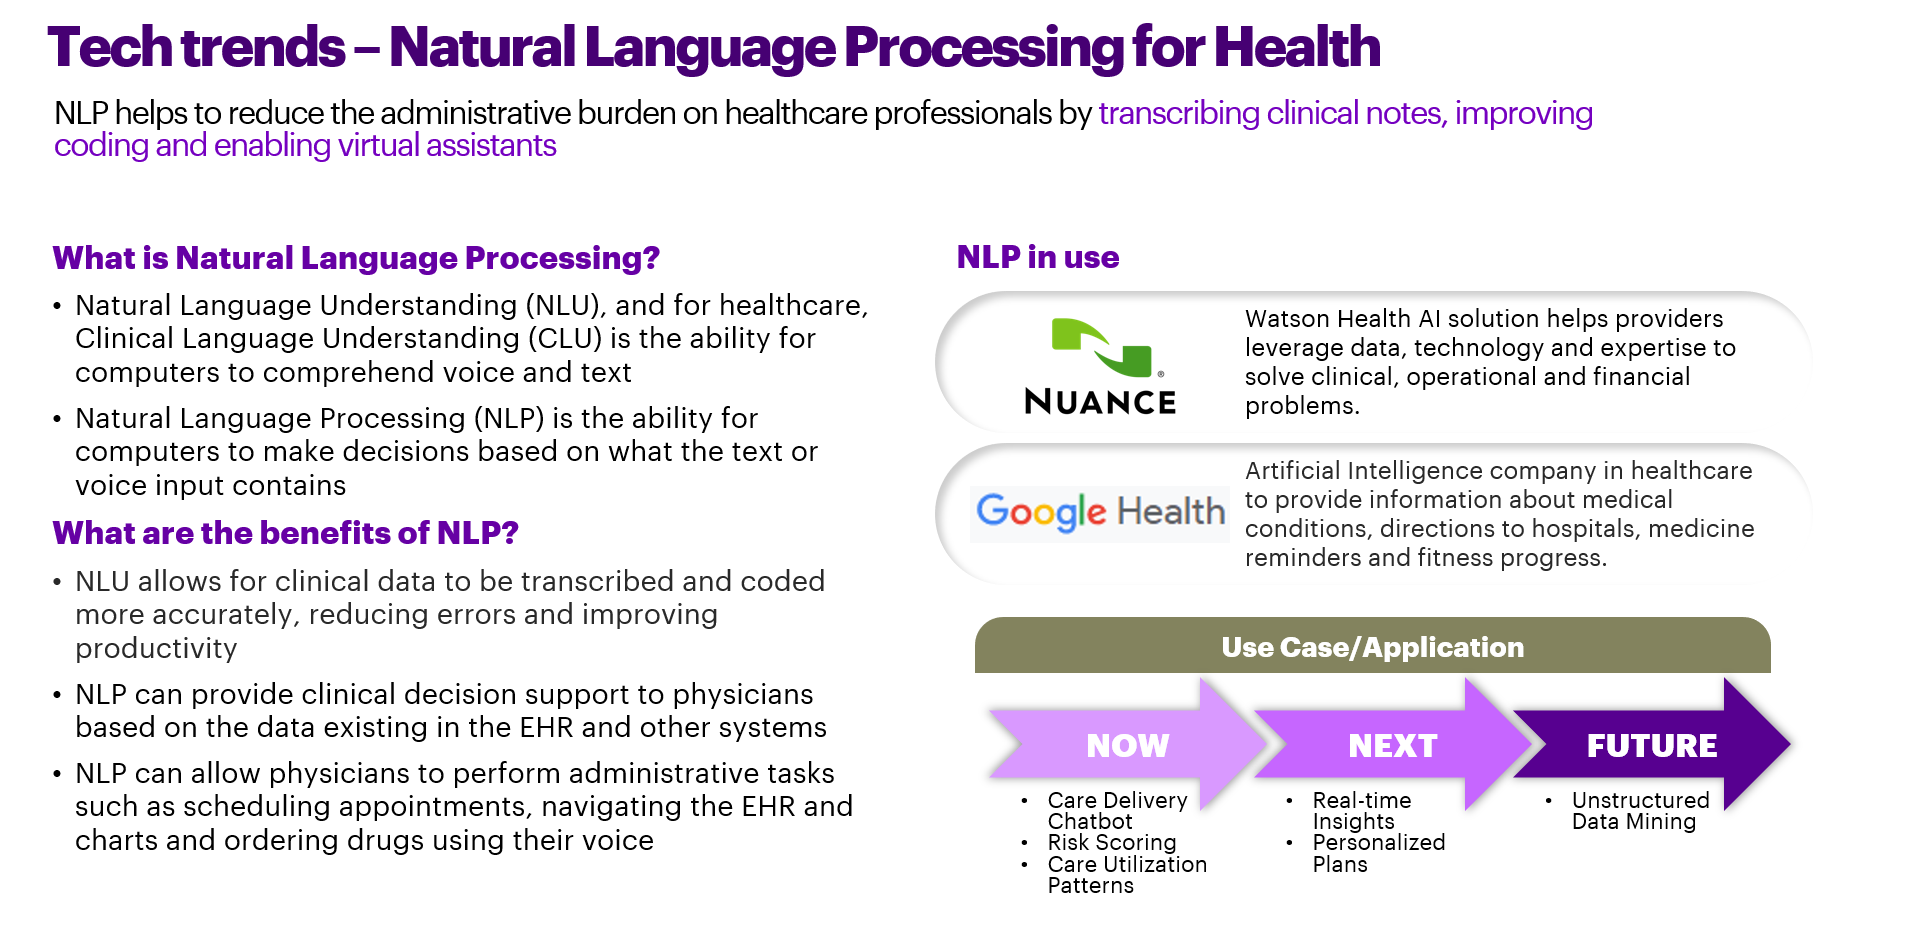 Tech trends – Natural Language Processing for Health
NLP helps to reduce the administrative burden on healthcare professionals by transcribing clinical notes, improving
coding and enabling virtual assistants
What is Natural Language Processing?
• Natural Language Understanding (NLU), and for healthcare,
Clinical Language Understanding (CLU) is the ability for
computers to comprehend voice and text
• Natural Language Processing (NLP) is the ability for
computers to make decisions based on what the text or
voice input contains
What are the benefits of NLP?
• NLU allows for clinical data to be transcribed and coded
more accurately, reducing errors and improving
productivity
• NLP can provide clinical decision support to physicians
based on the data existing in the EHR and other systems
• NLP can allow physicians to perform administrative tasks
such as scheduling appointments, navigating the EHR and
charts and ordering drugs using their voice
NLP in use
NUANCE®
Watson Health AI solution helps providers
leverage data, technology and expertise to
solve clinical, operational and financial
problems.
Google Health
Artificial Intelligence company in healthcare
to provide information about medical
conditions, directions to hospitals, medicine
reminders and fitness progress.
Use Case/Application
NOW
• Care Delivery
Chatbot
• Risk Scoring
• Care Utilization
Patterns
NEXT
• Real-time
Insights
• Personalized
Plans
FUTURE
• Unstructured
Data Mining